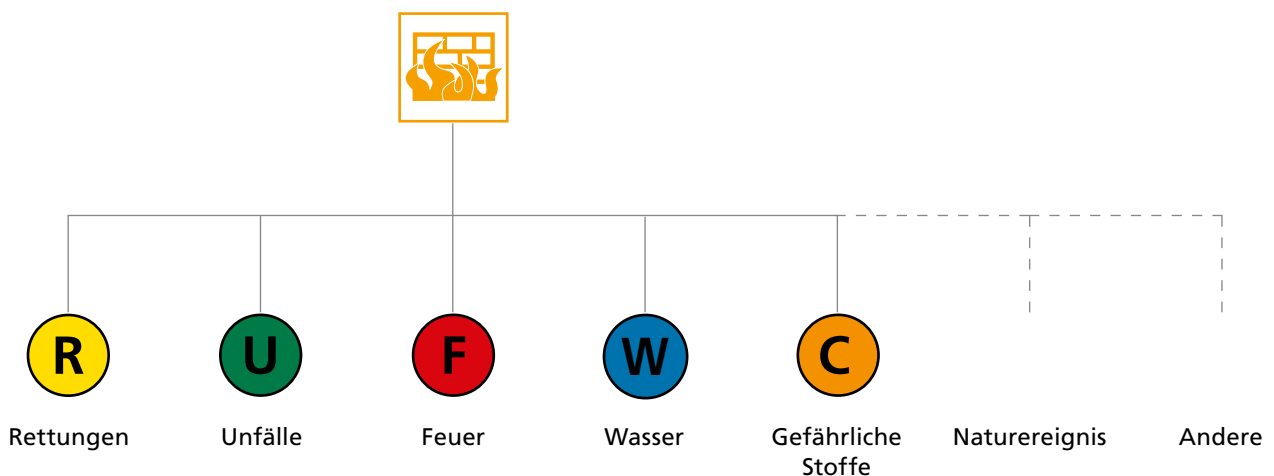 R U F W C
Rettungen Unfälle Feuer Wasser Gefährliche Naturereignis Andere
Stoffe